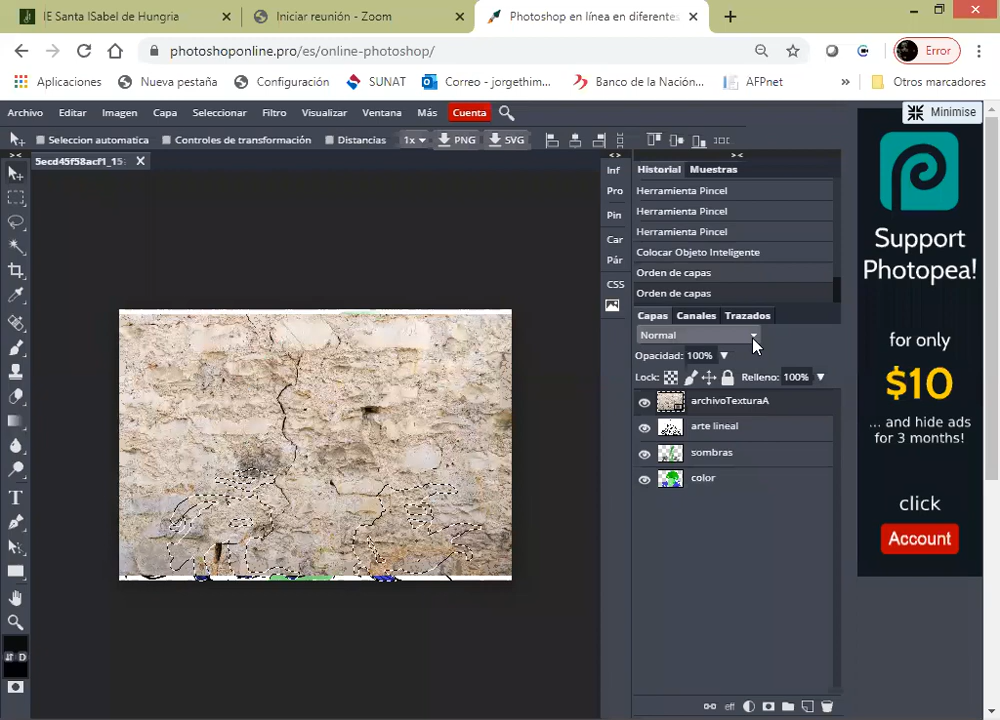 IE Santa ISabel de Hungria
Iniciar reunión - Zoom
Photoshop en línea en diferentes
photoshoponline.pro/es/online-photoshop/
Error
Aplicaciones
Nueva pestaña
Configuración
SUNAT
Correo - jorgethim...
Banco de la Nación...
AFPnet
»
Otros marcadores
Archivo Editar Imagen Capa Seleccionar Filtro Visualizar Ventana Más Cuenta
Minimise
Seleccion automatica Controles de transformación Distancias 1x PNG SVG
5ecd45f58acf1_15
Inf
Pro
Pin
Car
Pár
CSS
Historial Muestras
Herramienta Pincel
Herramienta Pincel
Herramienta Pincel
Colocar Objeto Inteligente
Orden de capas
Orden de capas
Capas Canales Trazados
Normal
Opacidad: 100%
Lock: Relleno: 100%
archivoTexturaA
arte lineal
sombras
color
eff
T
D
Support
Photopea!
for only
$10
... and hide ads
for 3 months!
click
Account